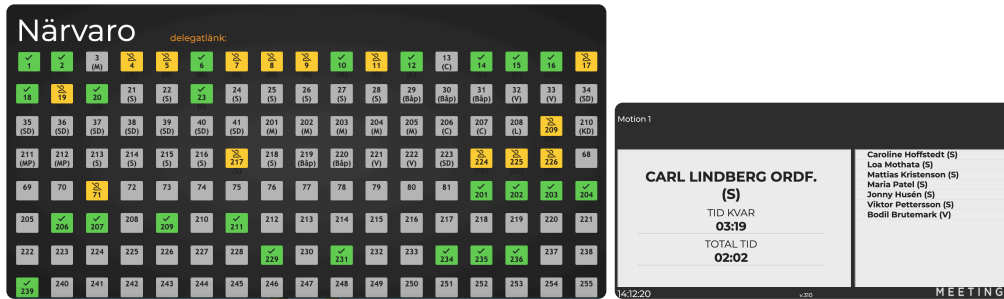 Närvaro
delegatlänk:
1 2 3 4 5 6 7 8 9 10 11 12 13 14 15 16 17
(M) (C)
18 19 20 21 22 23 24 25 26 27 28 29 30 31 32 33 34
(S) (S) (S) (S) (S) (S) (S) (Båp) (Båp) (Båp) (V) (V) (SD)
35 36 37 38 39 40 41 201 202 203 204 205 206 207 208 209 210
(SD) (SD) (SD) (SD) (SD) (SD) (SD) (M) (M) (M) (M) (M) (C) (C) (L) (KD)
211 212 213 214 215 216 217 218 219 220 221 222 223 224 225 226 68
(MP) (MP) (S) (S) (S) (S) (S) (Båp) (Båp) (V) (V) (SD)
69 70 71 72 73 74 75 76 77 78 79 80 81 201 202 203 204
205 206 207 208 209 210 211 212 213 214 215 216 217 218 219 220 221
222 223 224 225 226 227 228 229 230 231 232 233 234 235 236 237 238
239 240 241 242 243 244 245 246 247 248 249 250 251 252 253 254 255
Motion 1
CARL LINDBERG ORDF.
(S)
TID KVAR
03:19
TOTAL TID
02:02
Caroline Hoffstedt (S)
Loa Mothata (S)
Mattias Kristenson (S)
Maria Patel (S)
Jonny Husén (S)
Viktor Pettersson (S)
Bodil Brutemark (V)
14:12:20
v.310
MEETING